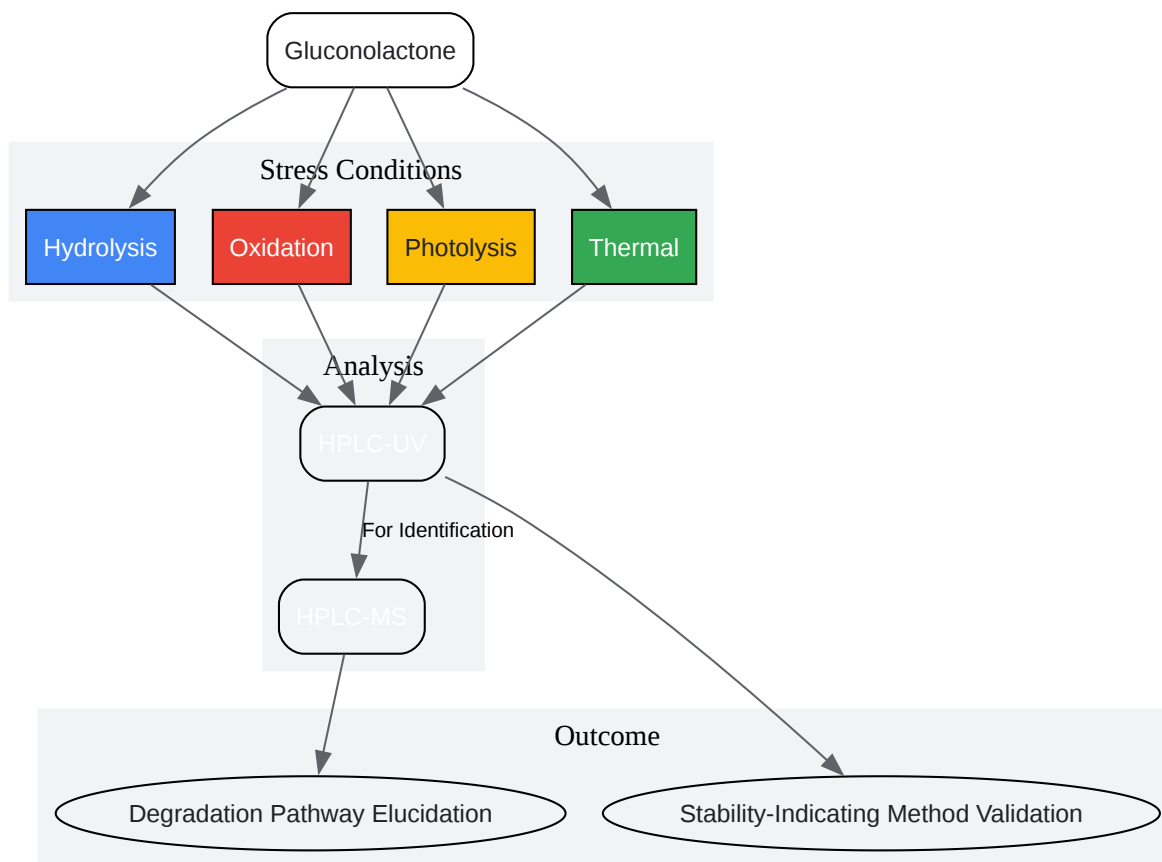 Gluconolactone
Stress Conditions
Hydrolysis
Oxidation
Photolysis
Thermal
Analysis
HPLC-UV
For Identification
HPLC-MS
Outcome
Degradation Pathway Elucidation
Stability-Indicating Method Validation